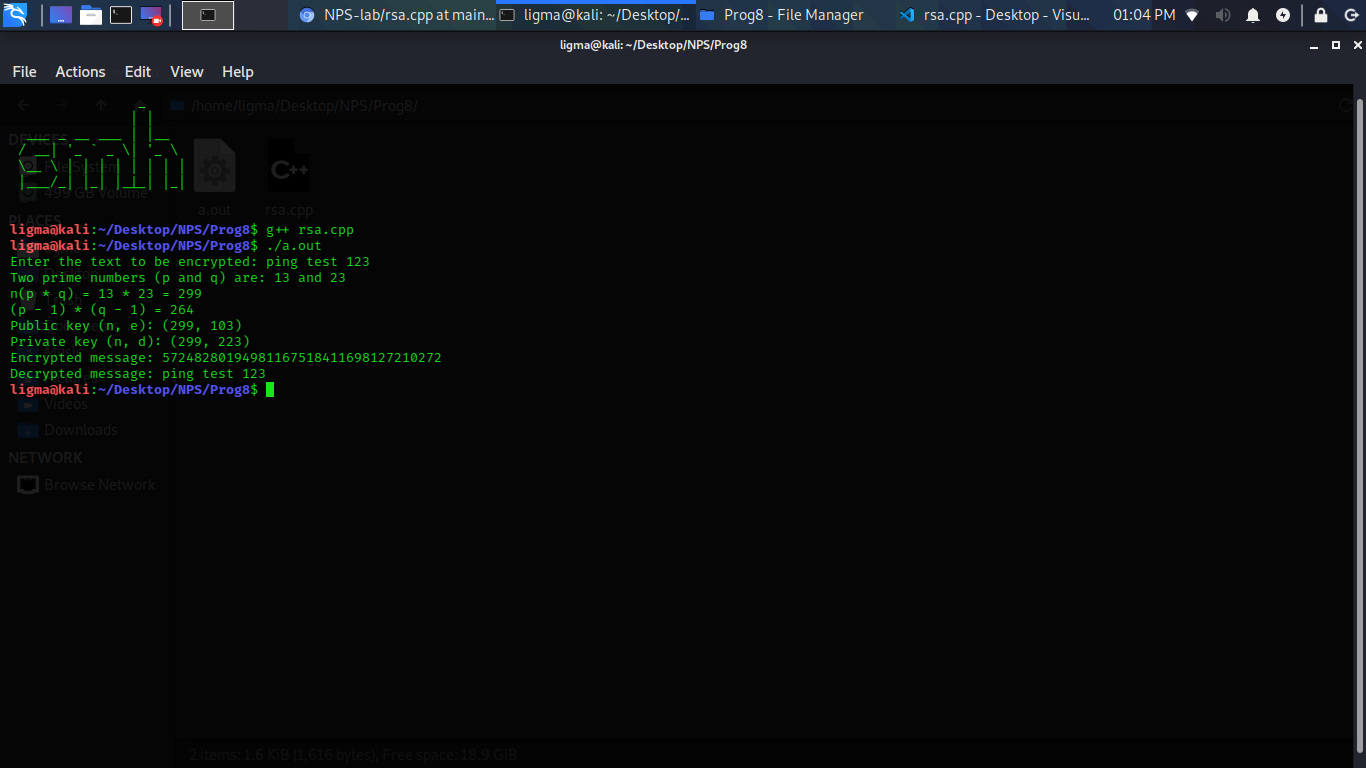 NPS-lab/rsa.cpp at main... ligma@kali: ~/Desktop/... Prog8 - File Manager rsa.cpp - Desktop - Visu... 01:04 PM
ligma@kali: ~/Desktop/NPS/Prog8
File Actions Edit View Help
/home/ligma/Desktop/NPS/Prog8/
DEVICES
File System
499 GB Volume
C++
a.out rsa.cpp
PLACES
ligma@kali:~/Desktop/NPS/Prog8$ g++ rsa.cpp
ligma@kali:~/Desktop/NPS/Prog8$ ./a.out
Enter the text to be encrypted: ping test 123
Two prime numbers (p and q) are: 13 and 23
n(p * q) = 13 * 23 = 299
(p - 1) * (q - 1) = 264
Public key (n, e): (299, 103)
Private key (n, d): (299, 223)
Encrypted message: 57248280194981167518411698127210272
Decrypted message: ping test 123
ligma@kali:~/Desktop/NPS/Prog8$
Videos
Downloads
NETWORK
Browse Network
2 items: 1.6 KiB (1,616 bytes), Free space: 18.9 GiB